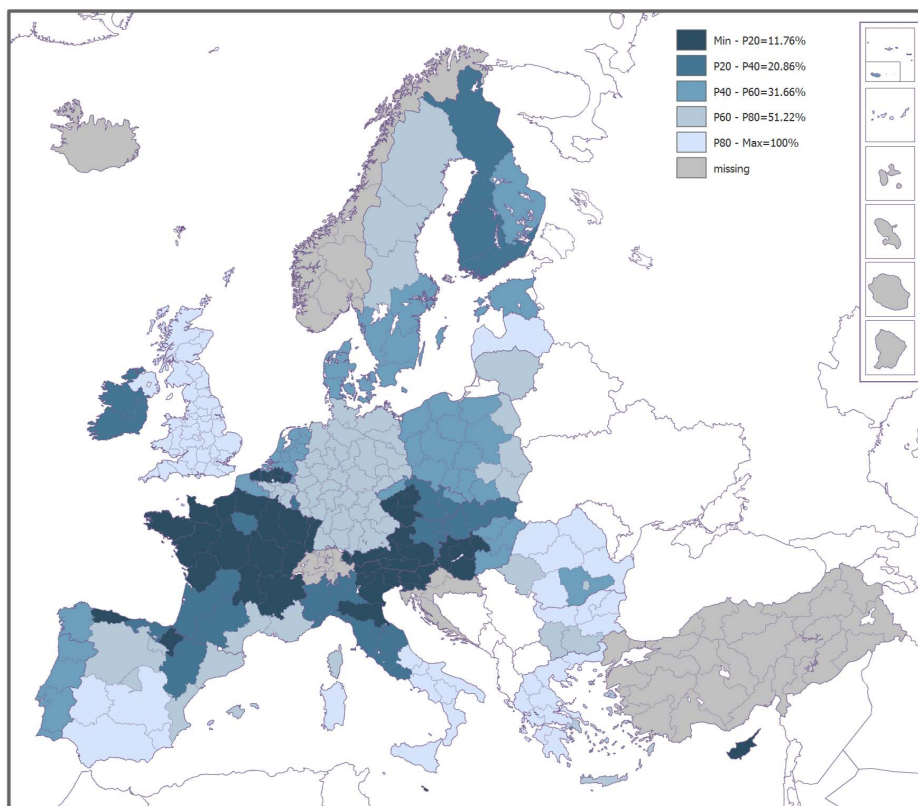 Min - P20=11.76%
P20 - P40=20.86%
P40 - P60=31.66%
P60 - P80=51.22%
P80 - Max=100%
missing